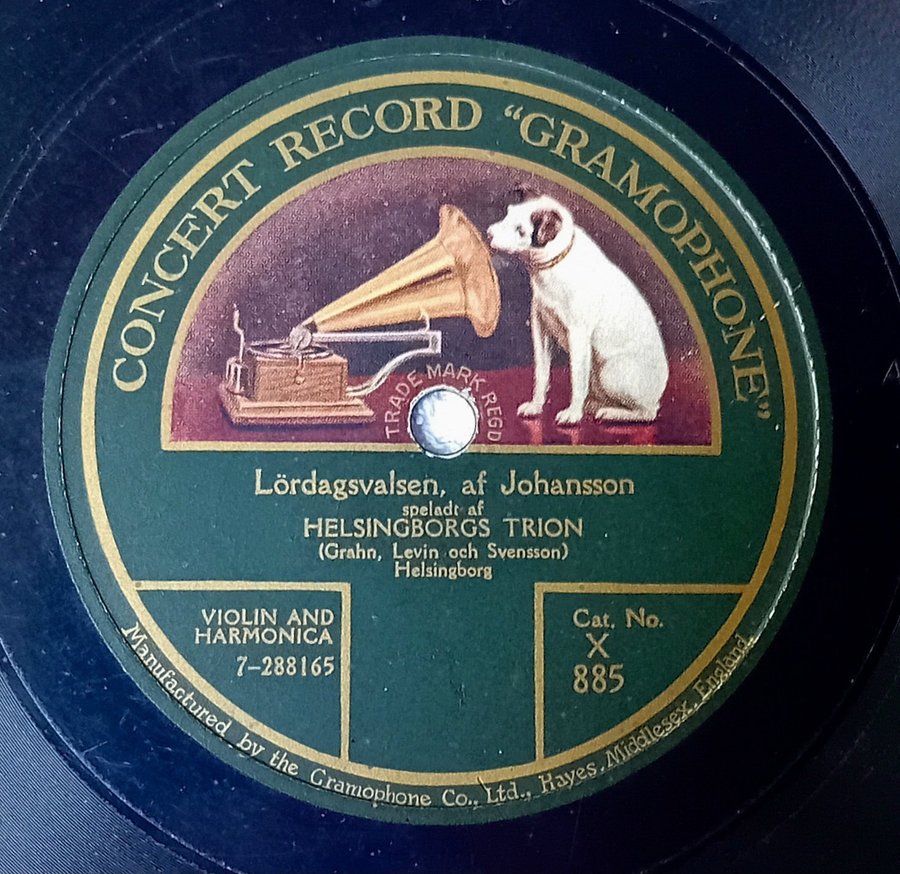 CONCERT RECORD “GRAMOPHONE”
TRADE MARK REGD
Lördagsvalsen, af Johansson
speladt af
HELSINGBORGS TRION
(Grahn, Levin och Svensson)
Helsingborg
VIOLIN AND
HARMONICA
7–288165
Cat. No.
X
885
Manufactured by the Gramophone Co., Ltd., Hayes, Middlesex, England.